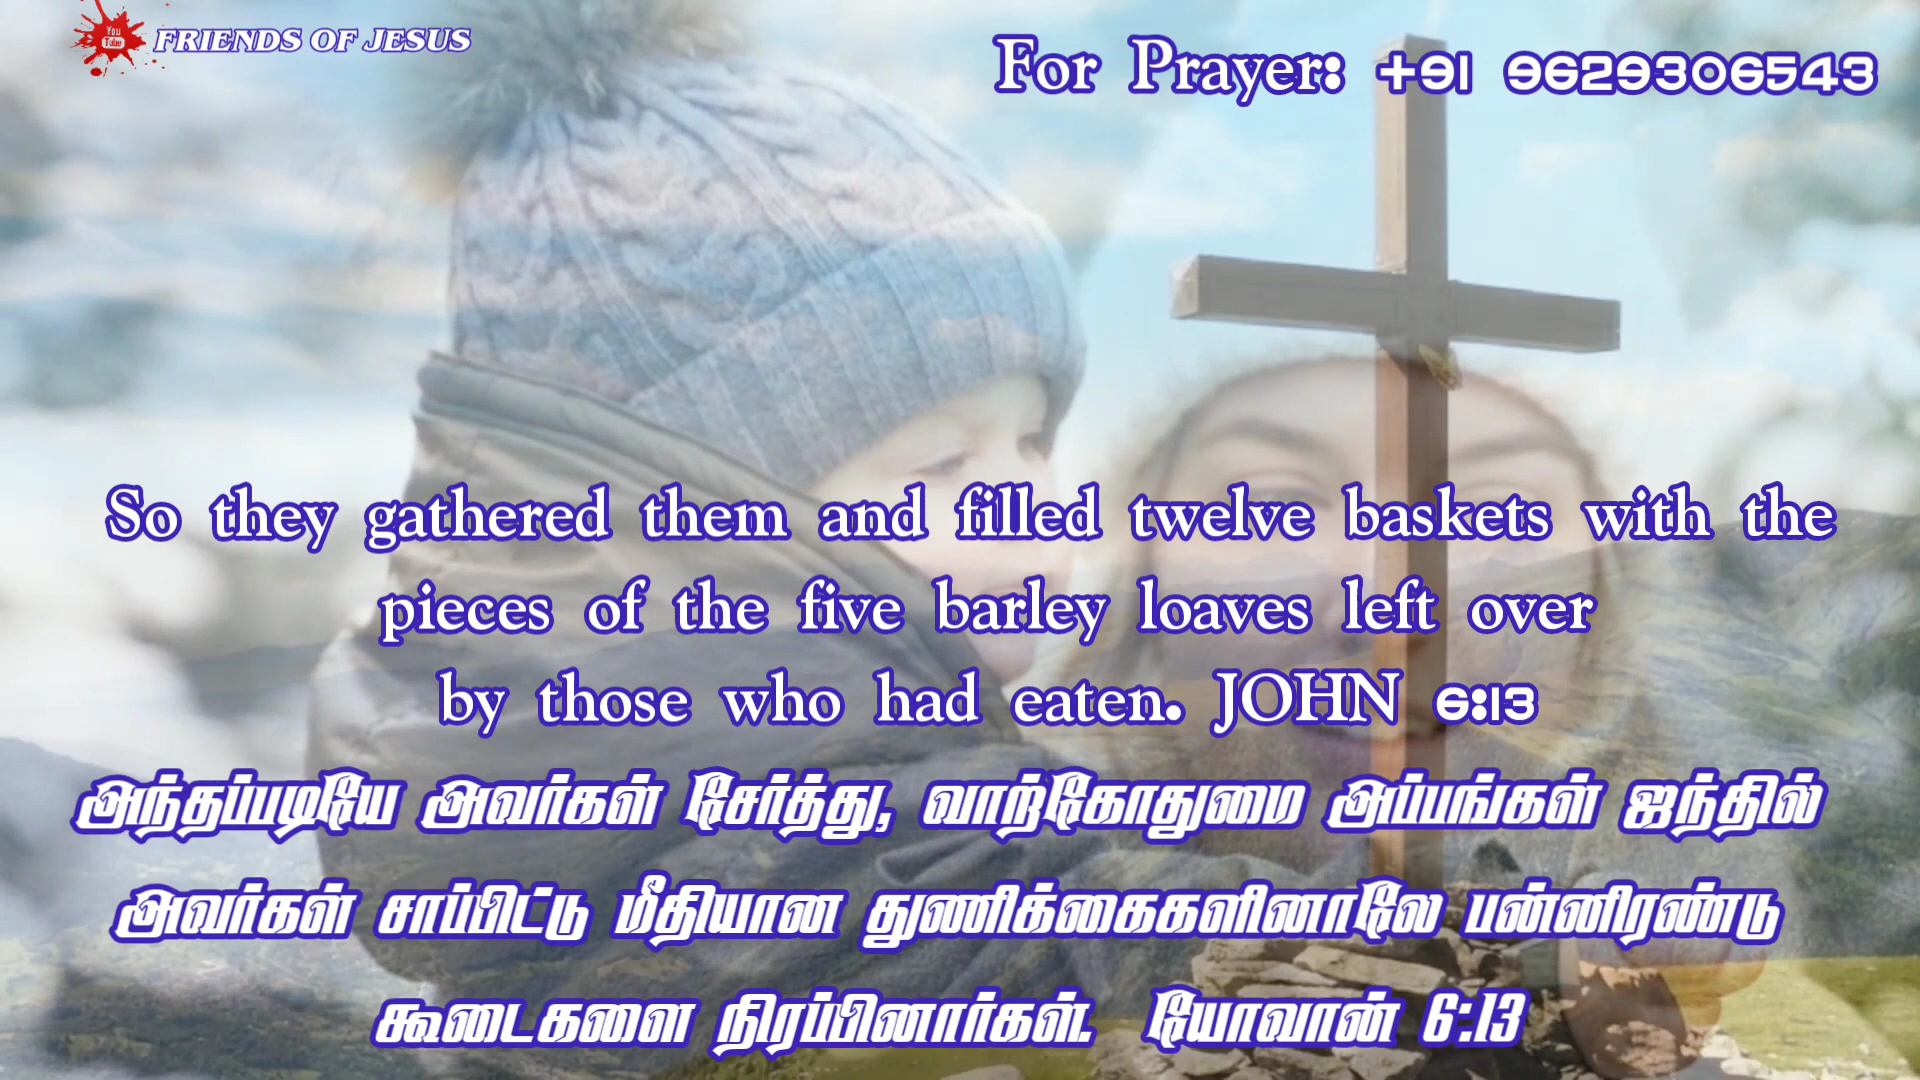 You
Tube
FRIENDS OF JESUS
For Prayer: +91 9629306543
So they gathered them and filled twelve baskets with the
pieces of the five barley loaves left over
by those who had eaten. JOHN 6:13
அந்தப்படியே அவர்கள் சேர்த்து, வாற்கோதுமை அப்பங்கள் ஐந்தில்
அவர்கள் சாப்பிட்டு மீதியான துணிக்கைகளினாலே பன்னிரண்டு
கூடைகளை நிரப்பினார்கள். யோவான் 6:13